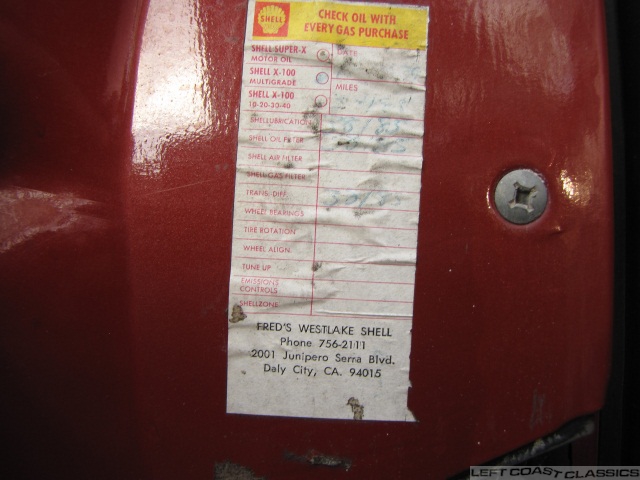 SHELL
CHECK OIL WITH
EVERY GAS PURCHASE
SHELL SUPER-X
MOTOR OIL
DATE
SHELL X-100
MULTIGRADE
MILES
SHELL X-100
10-20-30-40
SHELLUBRICATION
SHELL OIL FILTER
SHELL AIR FILTER
SHELL GAS FILTER
TRANS. DIFF.
WHEEL BEARINGS
TIRE ROTATION
WHEEL ALIGN.
TUNE UP
EMISSIONS
CONTROLS
SHELLZONE
FRED'S WESTLAKE SHELL
Phone 756-2111
2001 Junipero Serra Blvd.
Daly City, CA. 94015
LEFT COAST CLASSICS